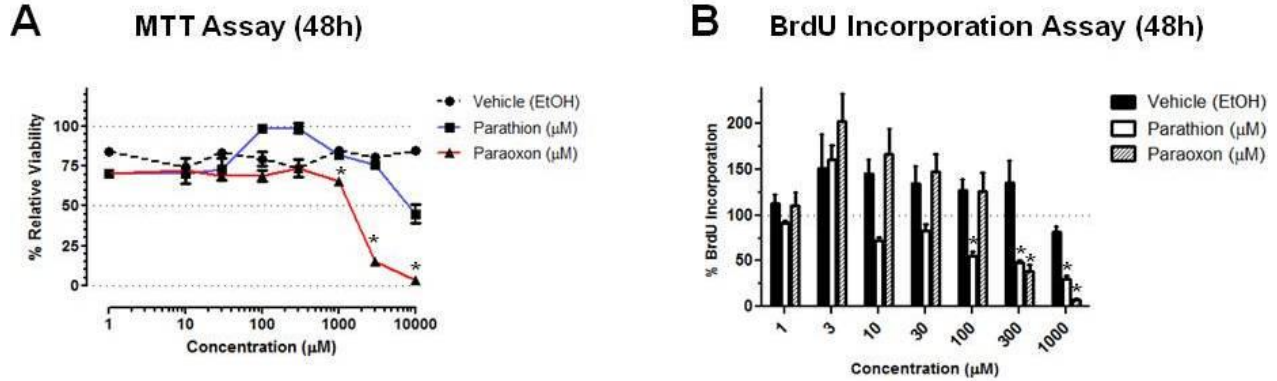 A
MTT Assay (48h)
% Relative Viability
100
75
50
25
0
1
10
100
1000
10000
Concentration (µM)
Vehicle (EtOH)
Parathion (µM)
Paraoxon (µM)
*
*
*
B
BrdU Incorporation Assay (48h)
% BrdU Incorporation
200
150
100
50
0
1
3
10
30
100
300
1000
Concentration (µM)
Vehicle (EtOH)
Parathion (µM)
Paraoxon (µM)
*
*
*
*
*